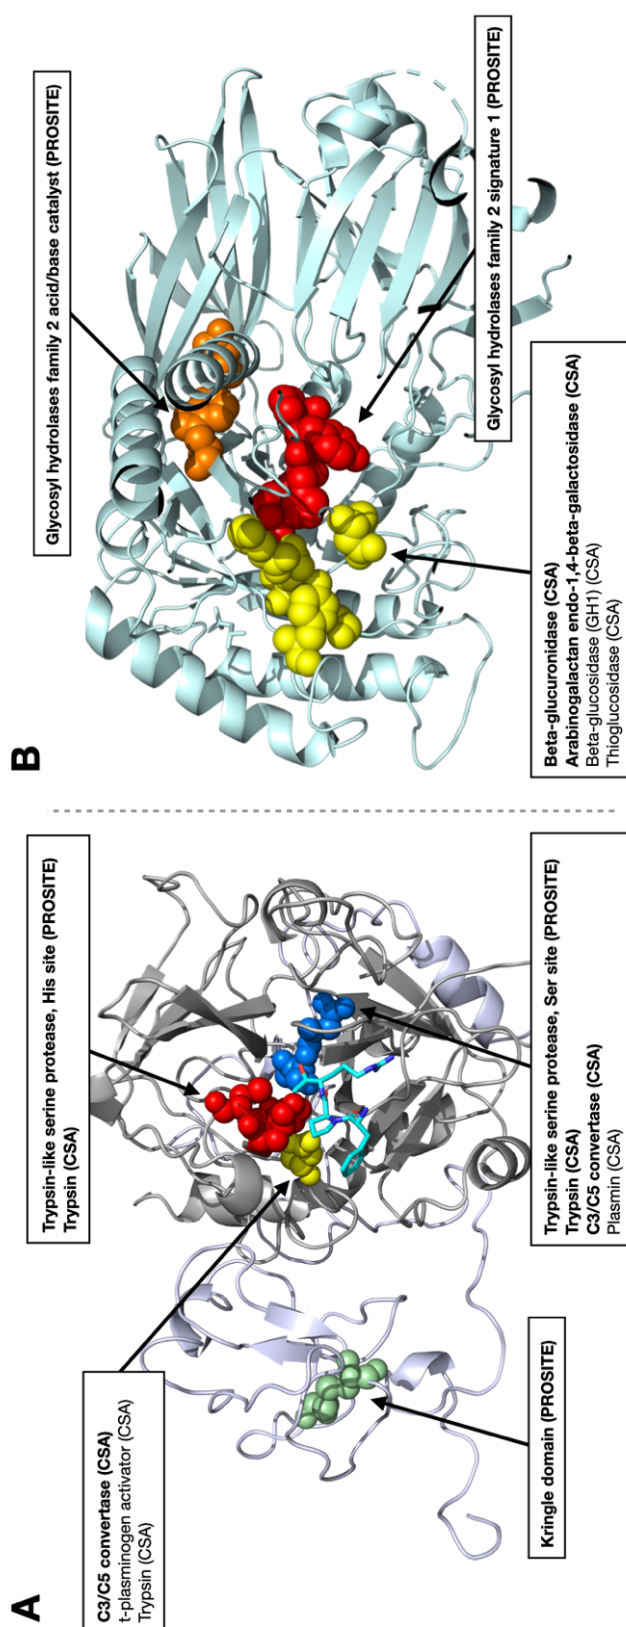 A
Trypsin-like serine protease, His site (PROSITE)
Trypsin (CSA)
C3/C5 convertase (CSA)
t-plasminogen activator (CSA)
Trypsin (CSA)
Kringle domain (PROSITE)
Trypsin-like serine protease, Ser site (PROSITE)
Trypsin (CSA)
C3/C5 convertase (CSA)
Plasmin (CSA)
B
Glycosyl hydrolases family 2 acid/base catalyst (PROSITE)
Glycosyl hydrolases family 2 signature 1 (PROSITE)
Beta-glucuronidase (CSA)
Arabinogalactan endo-1,4-beta-galactosidase (CSA)
Beta-glucosidase (GH1) (CSA)
Thioglucosidase (CSA)